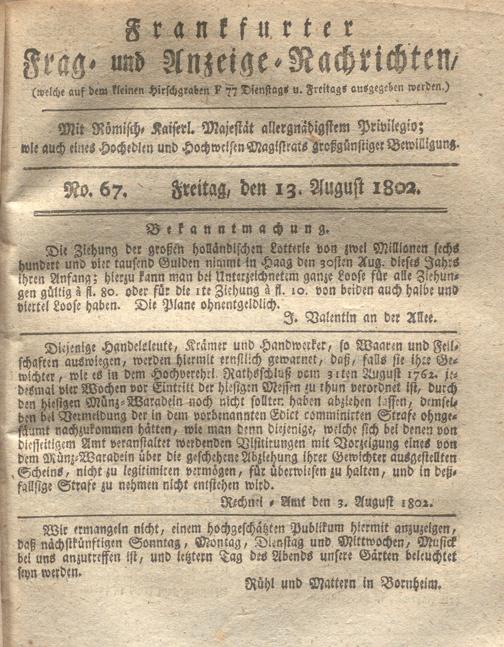 Frankfurter
Frag- und Anzeige-Nachrichten/
(welche auf dem kleinen Hirschgraben F 77 Dienstags u. Freitags ausgegeben werden.)
Mit Römisch-Kaiserl. Majestät allergnädigstem Privilegio;
wie auch eines Hochedlen und Hochweisen Magistrats großgünstiger Bewilligung.
No. 67. Freitag, den 13. August 1802.
Bekanntmachung.
Die Ziehung der großen holländischen Lotterie von zwei Millionen sechs
hundert und vier tausend Gulden nimmt in Haag den 30sten Aug. dieses Jahrs
ihren Anfang; hierzu kann man bei Unterzeichnetem ganze Loose für alle Ziehun-
gen gültig à fl. 80. oder für die 1te Ziehung à fl. 10. von beiden auch halbe und
viertel Loose haben. Die Plane ohnentgeldlich.
J. Valentin an der Allee.
Diejenige Handelsleute, Krämer und Handwerker, so Waaren und Feil-
schaften auswiegen, werden hiermit ernstlich gewarnet, daß, falls sie ihre Ge-
wichter, wie es in dem Hochverehrl. Rathsschluß vom 31ten August 1762. je-
desmal vier Wochen vor Eintritt der hiesigen Messen zu thun verordnet ist, durch
den hiesigen Münz-Waradein noch nicht sollten haben abziehen lassen, demsel-
ben bei Vermeidung der in dem vorbenannten Edict comminirten Strafe ohnge-
säumt nachzukommen hätten, wie man denn diejenige, welche sich bei denen von
diesseitigem Amt veranstaltet werdenden Visitirungen mit Vorzeigung eines von
dem Münz-Waradein über die geschehene Abziehung ihrer Gewichter ausgestellten
Scheins, nicht zu legitimiren vermögen, für überwiesen zu halten, und in deß-
fallsige Strafe zu nehmen nicht entstehen wird.
Rechnei-Amt den 3. August 1802.
Wir ermangeln nicht, einem hochgeschätzten Publikum hiermit anzuzeigen,
daß nächstkünftigen Sonntag, Montag, Dienstag und Mittwochen, Musick
bei uns anzutreffen ist, und letztern Tag des Abends unsere Gärten beleuchtet
seyn werden.
Rühl und Mattern in Bornheim.